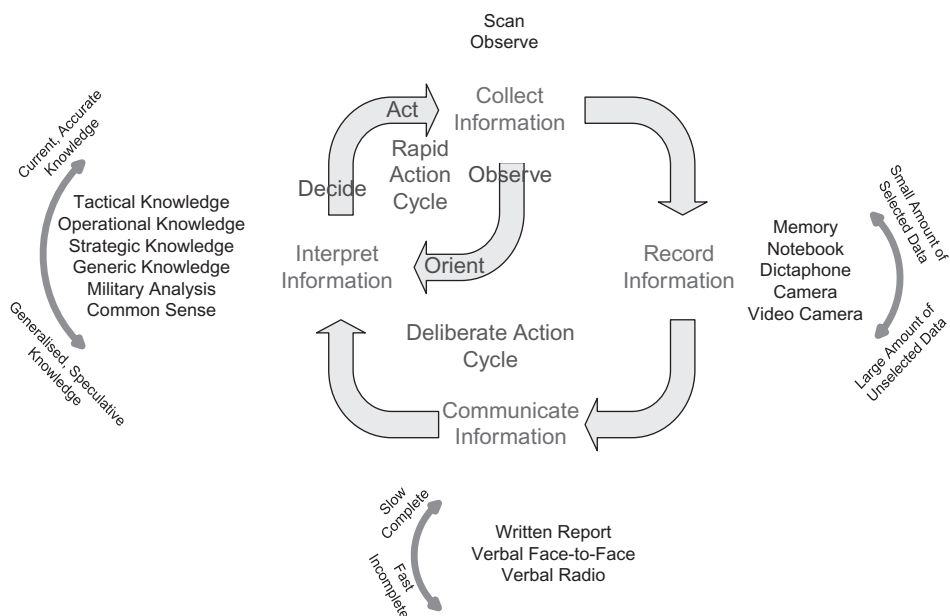 Scan
Observe
Collect
Information
Act
Rapid
Action
Cycle
Observe
Decide
Orient
Current, Accurate
Knowledge
Tactical Knowledge
Operational Knowledge
Strategic Knowledge
Generic Knowledge
Military Analysis
Common Sense
Generalised, Speculative
Knowledge
Interpret
Information
Record
Information
Memory
Notebook
Dictaphone
Camera
Video Camera
Small Amount of
Selected Data
Large Amount of
Unselected Data
Deliberate Action
Cycle
Communicate
Information
Slow
Complete
Fast
Incomplete
Written Report
Verbal Face-to-Face
Verbal Radio